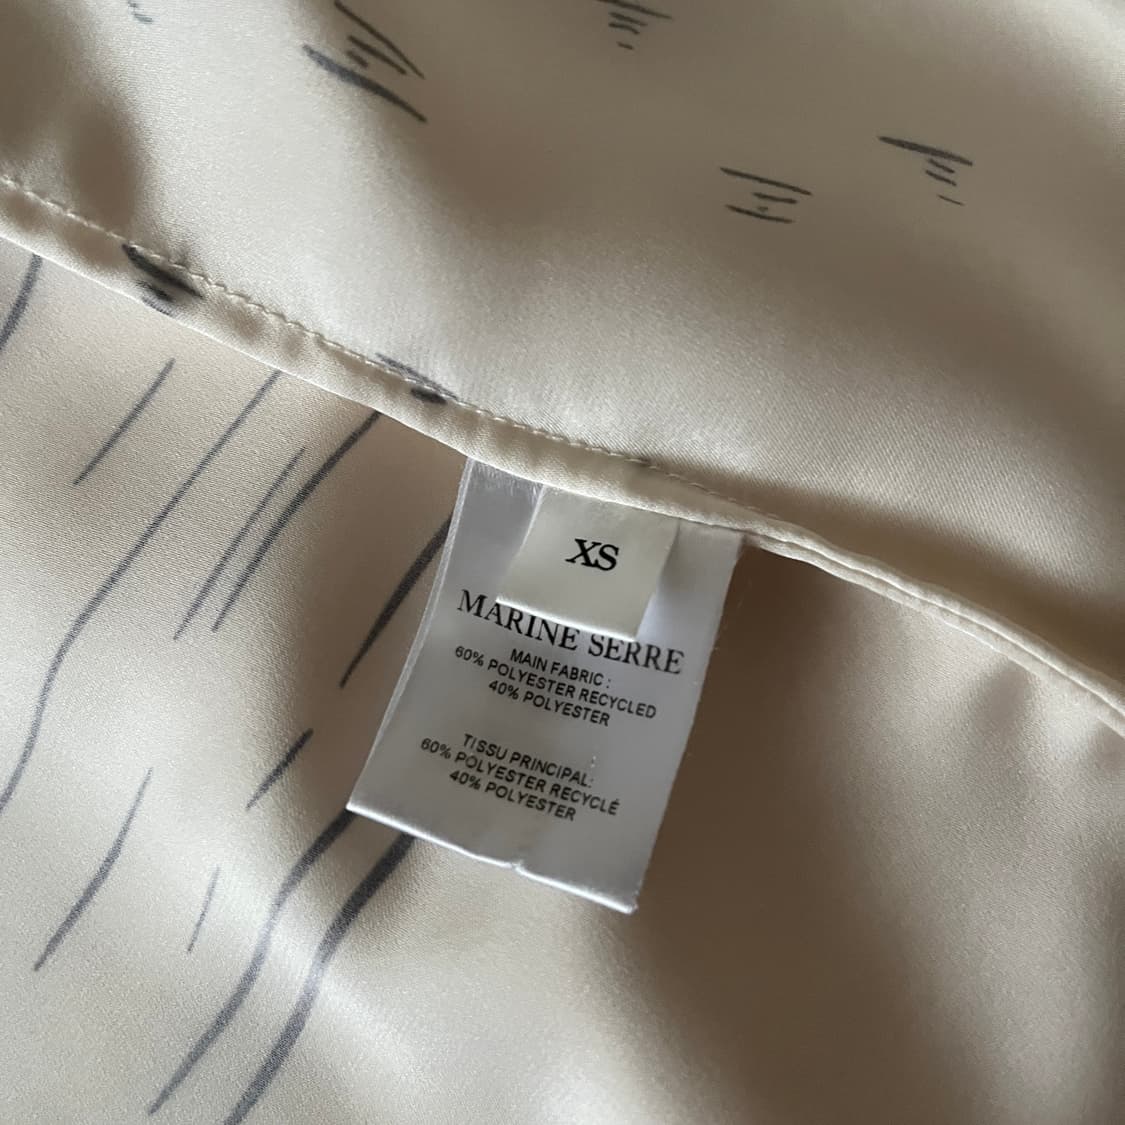 XS
MARINE SERRE
MAIN FABRIC :
60% POLYESTER RECYCLED
40% POLYESTER
TISSU PRINCIPAL:
60% POLYESTER RECYCLÉ
40% POLYESTER